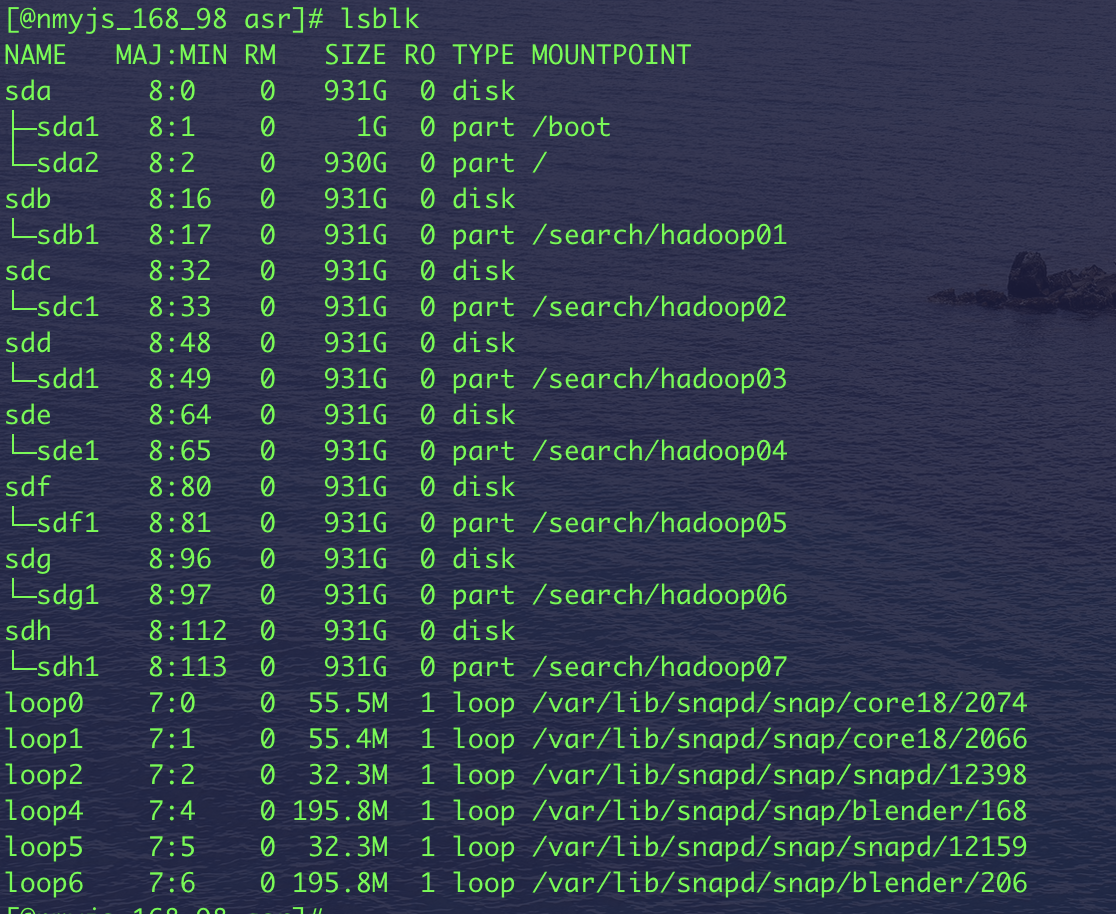 [@nmyjs_168_98 asr]# lsblk
NAME   MAJ:MIN RM   SIZE RO TYPE MOUNTPOINT
sda      8:0    0   931G  0 disk
├─sda1   8:1    0     1G  0 part /boot
└─sda2   8:2    0   930G  0 part /
sdb      8:16   0   931G  0 disk
└─sdb1   8:17   0   931G  0 part /search/hadoop01
sdc      8:32   0   931G  0 disk
└─sdc1   8:33   0   931G  0 part /search/hadoop02
sdd      8:48   0   931G  0 disk
└─sdd1   8:49   0   931G  0 part /search/hadoop03
sde      8:64   0   931G  0 disk
└─sde1   8:65   0   931G  0 part /search/hadoop04
sdf      8:80   0   931G  0 disk
└─sdf1   8:81   0   931G  0 part /search/hadoop05
sdg      8:96   0   931G  0 disk
└─sdg1   8:97   0   931G  0 part /search/hadoop06
sdh      8:112  0   931G  0 disk
└─sdh1   8:113  0   931G  0 part /search/hadoop07
loop0    7:0    0  55.5M  1 loop /var/lib/snapd/snap/core18/2074
loop1    7:1    0  55.4M  1 loop /var/lib/snapd/snap/core18/2066
loop2    7:2    0  32.3M  1 loop /var/lib/snapd/snap/snapd/12398
loop4    7:4    0 195.8M  1 loop /var/lib/snapd/snap/blender/168
loop5    7:5    0  32.3M  1 loop /var/lib/snapd/snap/snapd/12159
loop6    7:6    0 195.8M  1 loop /var/lib/snapd/snap/blender/206
[@nmyjs_168_98 asr]#